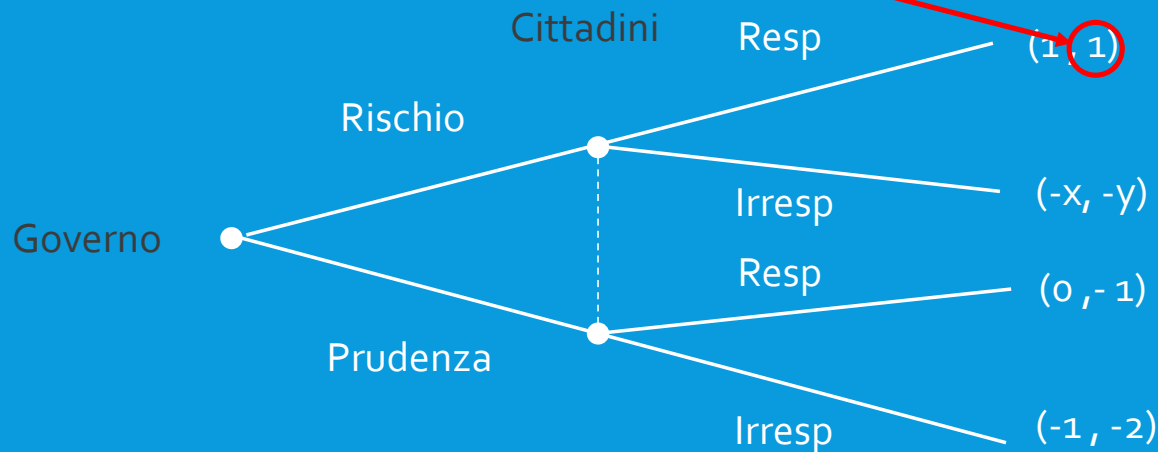 Cittadini
Resp
(1, 1)
Rischio
Irresp
(-x, -y)
Governo
Resp
(0 ,- 1)
Prudenza
Irresp
(-1 , -2)